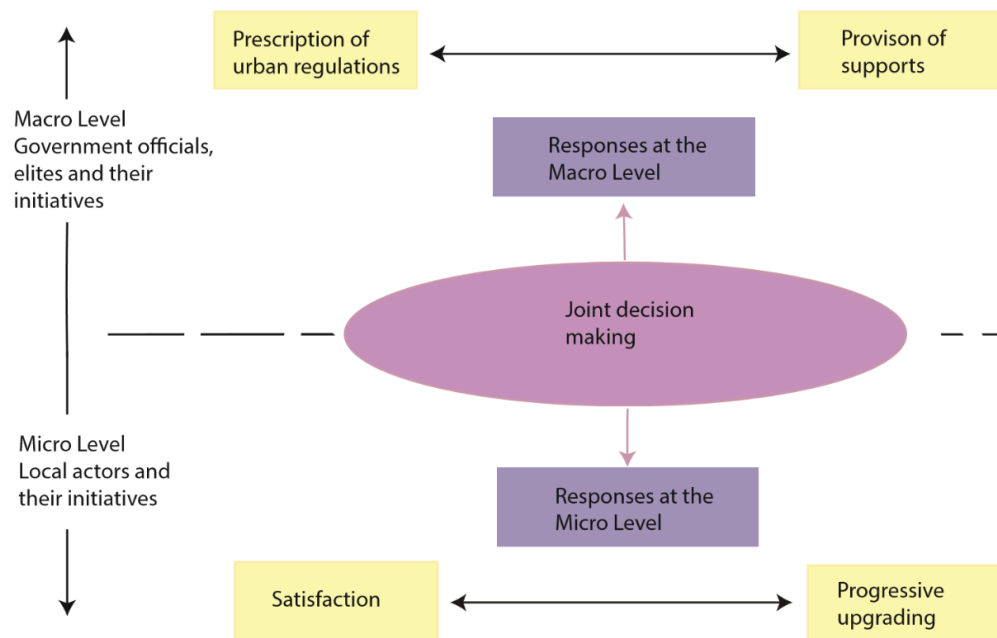 Prescription of
urban regulations
Provison of
supports
Macro Level
Government officials,
elites and their
initiatives
Responses at the
Macro Level
Joint decision
making
Micro Level
Local actors and
their initiatives
Responses at the
Micro Level
Satisfaction
Progressive
upgrading